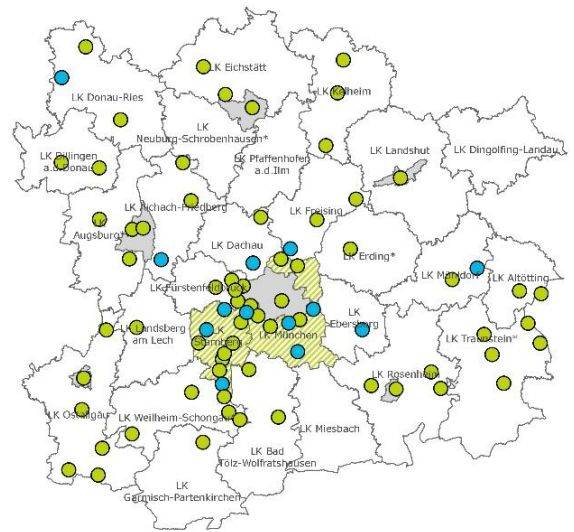 LK Eichstätt
LK Kelheim
LK Donau-Ries
LK
Neuburg-Schrobenhausen*
LK Dillingen
a.d.Donau
LK Pfaffenhofen
a.d.Ilm
LK Landshut
LK Dingolfing-Landau
LK Aichach-Friedberg
LK
Augsburg*
LK Freising
LK Dachau
LK Erding*
LK Mühldorf
LK Altötting
LK Fürstenfeldbruck
LK Landsberg
am Lech
LK
Starnberg
LK München
LK
Ebersburg
LK Traunstein*
LK Rosenheim
LK Ostallgäu
LK Weilheim-Schongau
LK Miesbach
LK Bad
Tölz-Wolfratshausen
LK
Garmisch-Partenkirchen